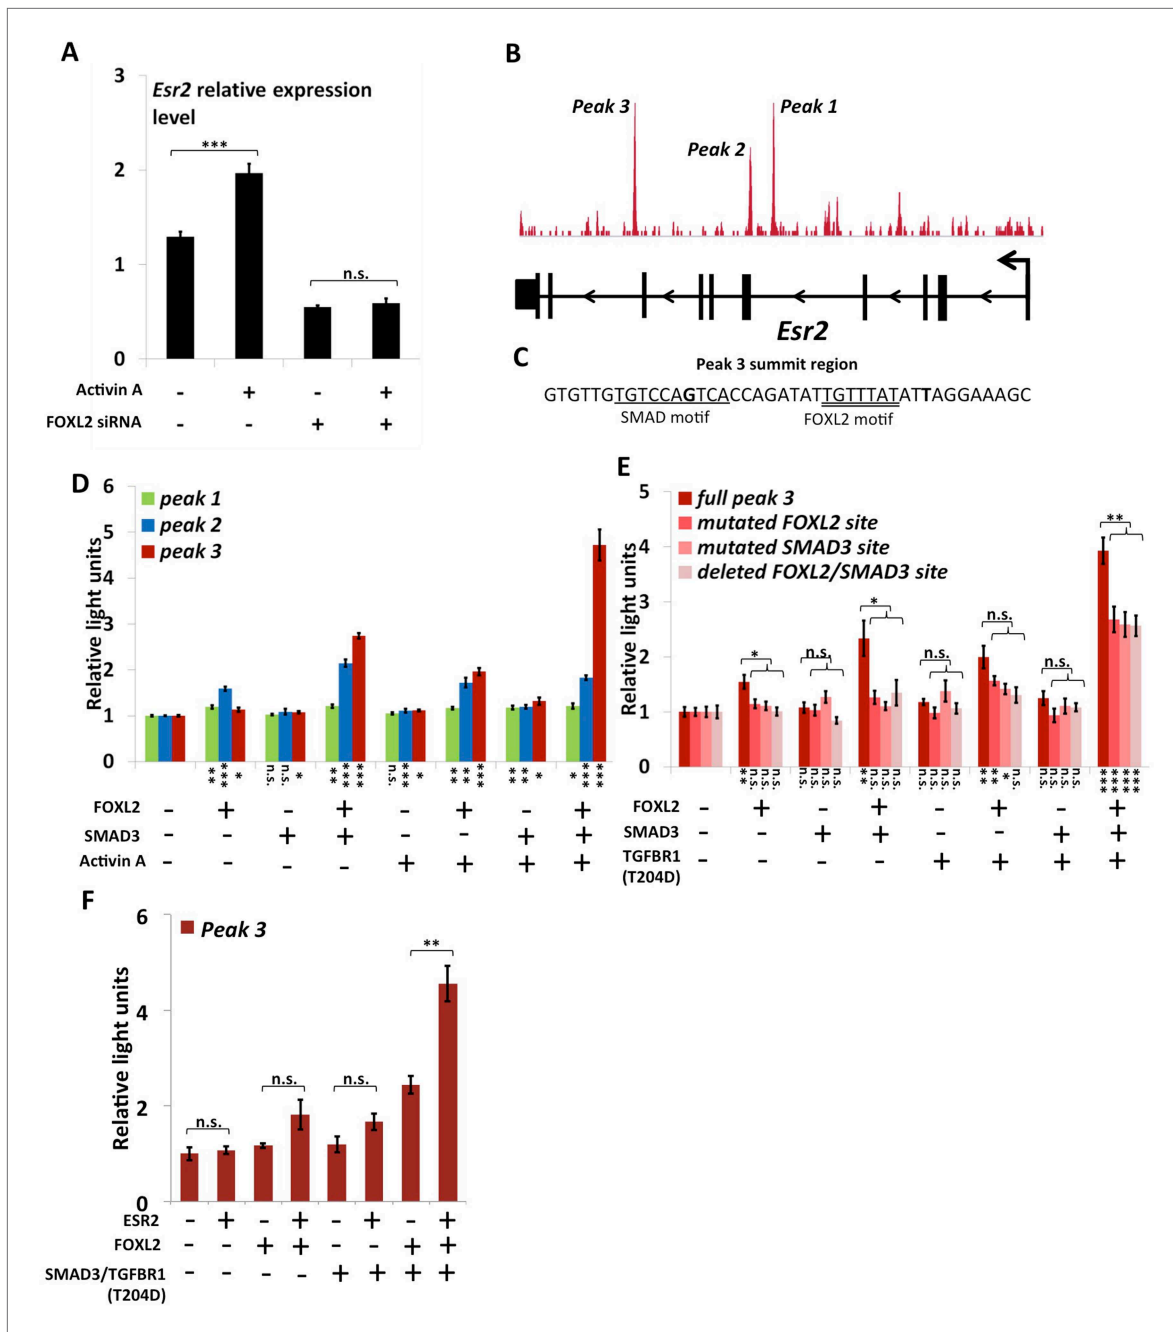 A
Esr2 relative expression
level
3
2
1
0
***
n.s.
Activin A - + - +
FOXL2 siRNA - - + +
B
Peak 3
Peak 2
Peak 1
Esr2
C
Peak 3 summit region
GTGTTGTGTCCAGTCACCAGATATTGTTTATATTAGGAAAGC
SMAD motif
FOXL2 motif
D
Relative light units
6
5
4
3
2
1
0
peak 1
peak 2
peak 3
** *** *
n.s. n.s. *
** *** ***
n.s. *** *
** *** ***
** ** *
* *** ***
FOXL2 - + - + - + - +
SMAD3 - - + + - - + +
Activin A - - - - + + + +
E
Relative light units
5
4
3
2
1
0
full peak 3
mutated FOXL2 site
mutated SMAD3 site
deleted FOXL2/SMAD3 site
*
n.s.
*
n.s.
n.s.
n.s.
**
** n.s. n.s. n.s.
n.s. n.s. n.s. n.s.
** n.s. n.s. n.s.
n.s. n.s. n.s. n.s.
** ** * n.s.
n.s. n.s. n.s. n.s.
*** *** *** ***
FOXL2 - + - + - + - +
SMAD3 - - + + - - + +
TGFBR1 - - - - + + + +
(T204D)
F
Relative light units
6
4
2
0
Peak 3
n.s.
n.s.
n.s.
**
ESR2 - + - + - + - +
FOXL2 - - + + - - + +
SMAD3/TGFBR1 - - - - + + + +
(T204D)